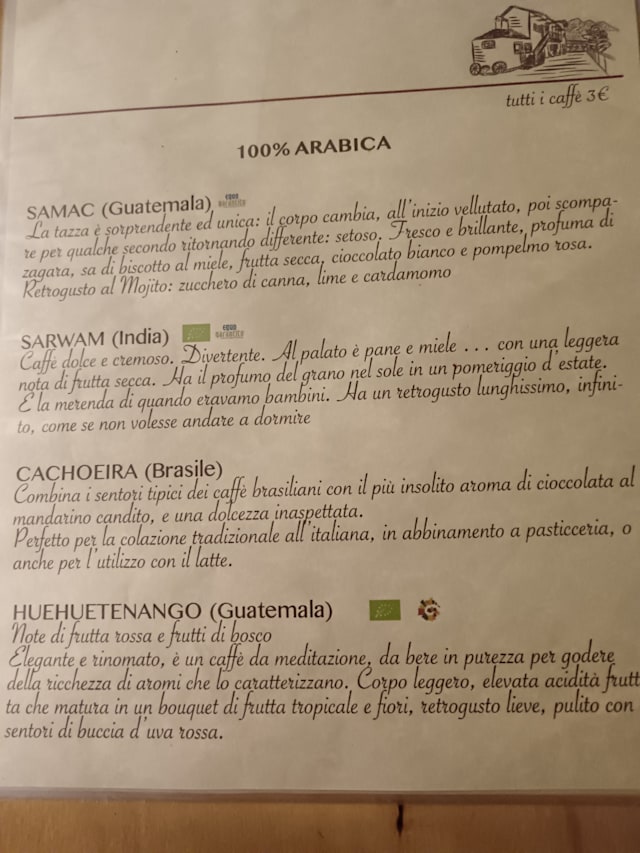 tutti i caffè 3€
100% ARABICA
SAMAC (Guatemala)
La tazza è sorprendente ed unica: il corpo cambia, all'inizio vellutato, poi scompa-
re per qualche secondo ritornando differente: setoso. Fresco e brillante, profuma di
zagara, sa di biscotto al miele, frutta secca, cioccolato bianco e pompelmo rosa.
Retrogusto al Mojito: zucchero di canna, lime e cardamomo
SARWAM (India)
Caffè dolce e cremoso. Divertente. Al palato è pane e miele . . . con una leggera
nota di frutta secca. Ha il profumo del grano nel sole in un pomeriggio d'estate.
È la merenda di quando eravamo bambini. Ha un retrogusto lunghissimo, infini-
to, come se non volesse andare a dormire
CACHOEIRA (Brasile)
Combina i sentori tipici dei caffè brasiliani con il più insolito aroma di cioccolata al
mandarino candito, e una dolcezza inaspettata.
Perfetto per la colazione tradizionale all'italiana, in abbinamento a pasticceria, o
anche per l'utilizzo con il latte.
HUEHUETENANGO (Guatemala)
Note di frutta rossa e frutti di bosco
Elegante e rinomato, è un caffè da meditazione, da bere in purezza per godere
della ricchezza di aromi che lo caratterizzano. Corpo leggero, elevata acidità frutt
ta che matura in un bouquet di frutta tropicale e fiori, retrogusto lieve, pulito con
sentori di buccia d'uva rossa.